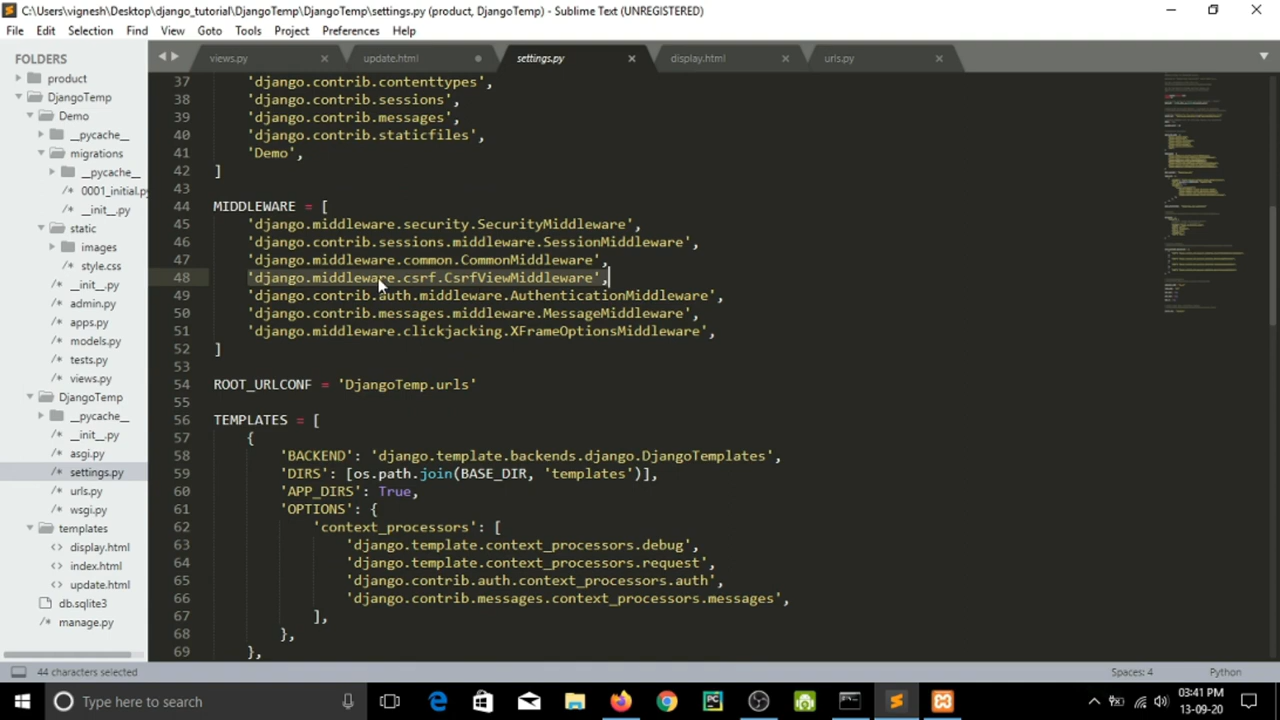 C:\Users\vignesh\Desktop\django_tutorial\DjangoTemp\DjangoTemp\settings.py (product, DjangoTemp) - Sublime Text (UNREGISTERED)
File Edit Selection Find View Goto Tools Project Preferences Help
FOLDERS
product
DjangoTemp
Demo
__pycache__
migrations
__pycache__
/* 0001_initial.py
/* __init__.py
static
images
/* style.css
/* __init__.py
/* admin.py
/* apps.py
/* models.py
/* tests.py
/* views.py
DjangoTemp
__pycache__
/* __init__.py
/* asgi.py
/* settings.py
/* urls.py
/* wsgi.py
templates
<> display.html
<> index.html
<> update.html
db.sqlite3
/* manage.py
views.py update.html settings.py display.html urls.py
37 'django.contrib.contenttypes',
38 'django.contrib.sessions',
39 'django.contrib.messages',
40 'django.contrib.staticfiles',
41 'Demo',
42 ]
43
44 MIDDLEWARE = [
45 'django.middleware.security.SecurityMiddleware',
46 'django.contrib.sessions.middleware.SessionMiddleware',
47 'django.middleware.common.CommonMiddleware',
48 'django.middleware.csrf.CsrfViewMiddleware',
49 'django.contrib.auth.middleware.AuthenticationMiddleware',
50 'django.contrib.messages.middleware.MessageMiddleware',
51 'django.middleware.clickjacking.XFrameOptionsMiddleware',
52 ]
53
54 ROOT_URLCONF = 'DjangoTemp.urls'
55
56 TEMPLATES = [
57 {
58 'BACKEND': 'django.template.backends.django.DjangoTemplates',
59 'DIRS': [os.path.join(BASE_DIR, 'templates')],
60 'APP_DIRS': True,
61 'OPTIONS': {
62 'context_processors': [
63 'django.template.context_processors.debug',
64 'django.template.context_processors.request',
65 'django.contrib.auth.context_processors.auth',
66 'django.contrib.messages.context_processors.messages',
67 ],
68 },
69 },
44 characters selected Spaces: 4 Python
Type here to search
03:41 PM
13-09-20